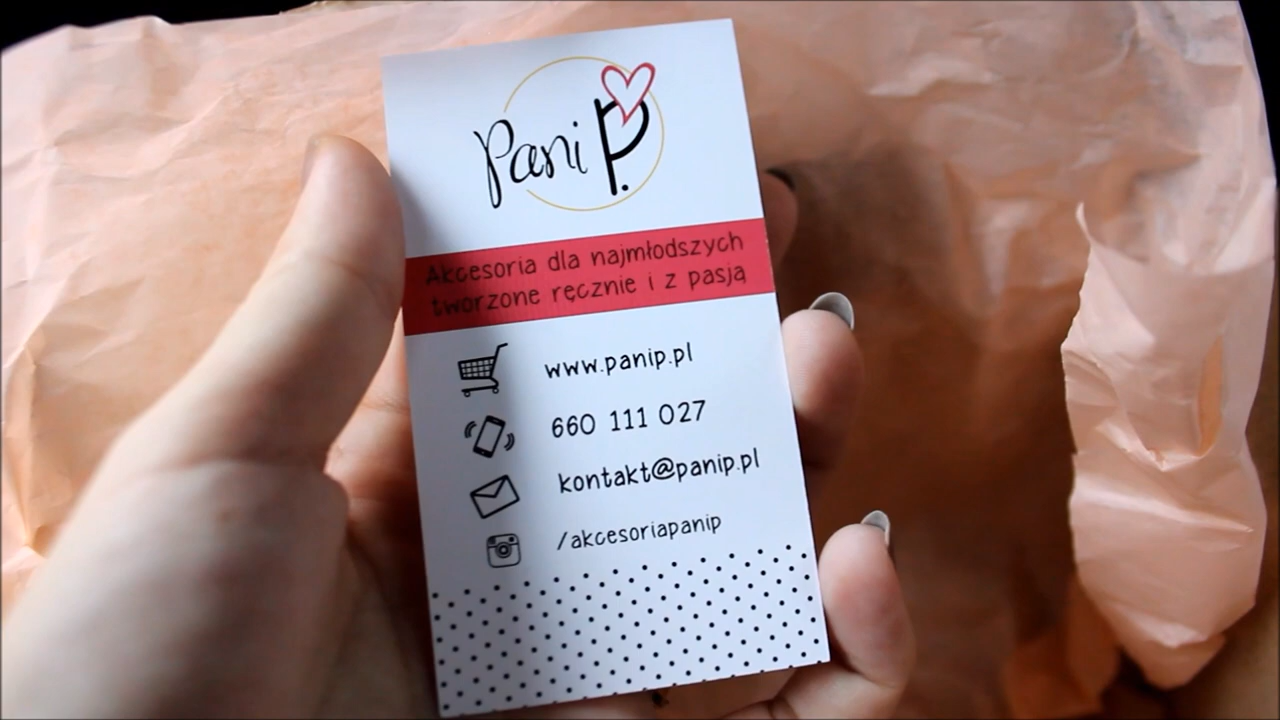 Pani P.
Akcesoria dla najmłodszych
tworzone ręcznie i z pasją
www.panip.pl
660 111 027
kontakt@panip.pl
/akcesoriapanip